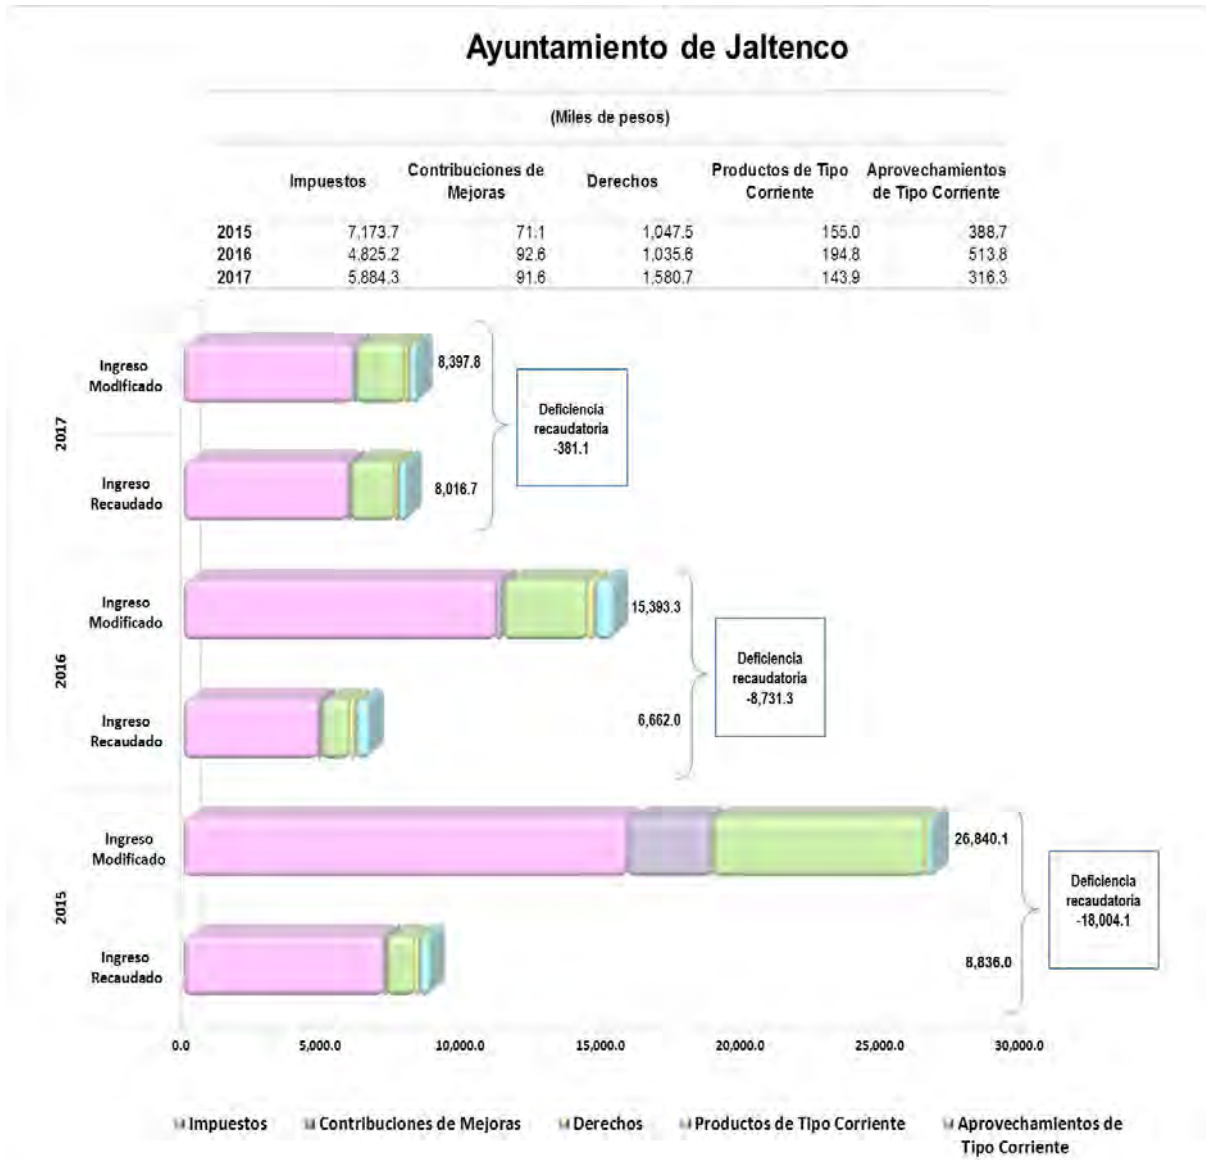 Ayuntamiento de Jaltenco
(Miles de pesos)
Impuestos Contribuciones de Mejoras Derechos Productos de Tipo Corriente Aprovechamientos de Tipo Corriente
2015 7,173.7 71.1 1,047.5 155.0 388.7
2016 4,825.2 92.6 1,035.6 194.8 513.8
2017 5,884.3 91.6 1,580.7 143.9 316.3
2017
Ingreso
Modificado
8,397.8
Ingreso
Recaudado
8,016.7
Deficiencia
recaudatoria
-381.1
2016
Ingreso
Modificado
15,393.3
Ingreso
Recaudado
6,662.0
Deficiencia
recaudatoria
-8,731.3
2015
Ingreso
Modificado
26,840.1
Ingreso
Recaudado
8,836.0
Deficiencia
recaudatoria
-18,004.1
0.0 5,000.0 10,000.0 15,000.0 20,000.0 25,000.0 30,000.0
Impuestos Contribuciones de Mejoras Derechos Productos de Tipo Corriente Aprovechamientos de
Tipo Corriente